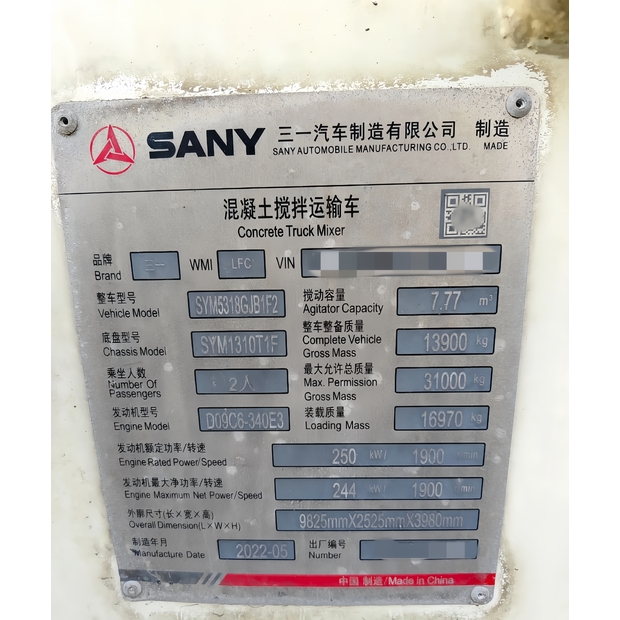 SANY 三一汽车制造有限公司 制造
SANY AUTOMOBILE MANUFACTURING CO.,LTD. MADE
混凝土搅拌运输车
Concrete Truck Mixer
品牌 三一 WMI LFC VIN
Brand
整车型号 SYM5318GJB1F2 搅动容量 7.77 m³
Vehicle Model Agitator Capacity
底盘型号 SYM1310T1F 整车整备质量 13900 kg
Chassis Model Complete Vehicle
Gross Mass
乘坐人数 2人 最大允许总质量 31000 kg
Number Of Max. Permission
Passengers Gross Mass
发动机型号 D09C6-340E3 装载质量 16970 kg
Engine Model Loading Mass
发动机额定功率/转速 250 kW/ 1900 r/min
Engine Rated Power/Speed
发动机最大净功率/转速 244 kW/ 1900 r/min
Engine Maximum Net Power/Speed
外廓尺寸(长×宽×高) 9825mmX2525mmX3980mm
Overall Dimension(L×W×H)
制造年月 2022-05 出厂编号
Manufacture Date Number
中国 制造/Made in China